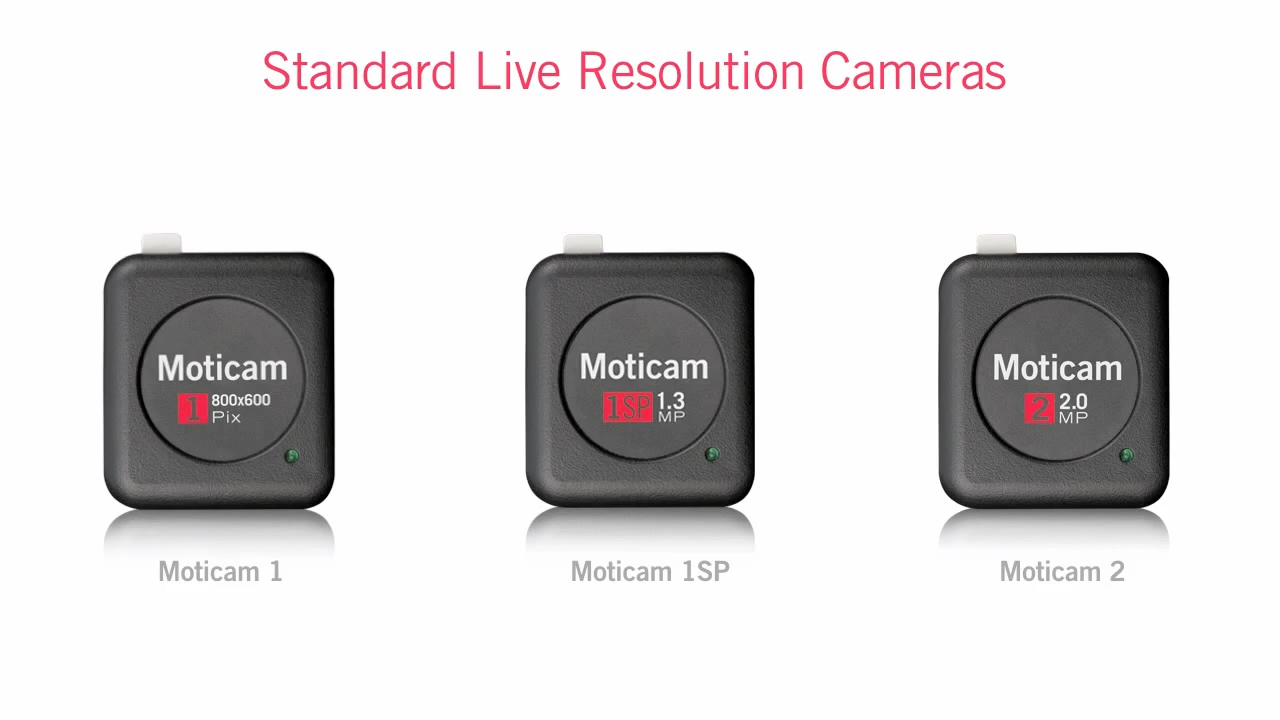 Standard Live Resolution Cameras
Moticam
1 800x600
Pix
Moticam
1SP 1.3
MP
Moticam
2 2.0
MP
Moticam 1
Moticam 1SP
Moticam 2